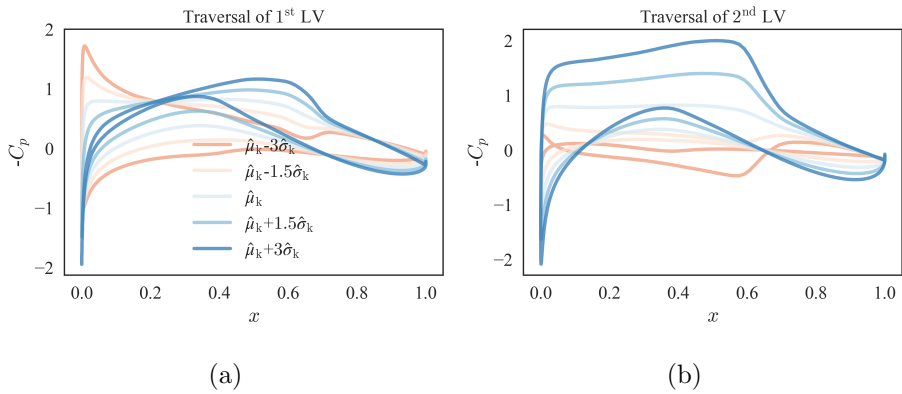 Traversal of 1st LV
2
1
0
−1
−2
-Cp
μ̂k-3σ̂k
μ̂k-1.5σ̂k
μ̂k
μ̂k+1.5σ̂k
μ̂k+3σ̂k
0.0 0.2 0.4 0.6 0.8 1.0
x
(a)
Traversal of 2nd LV
2
1
0
−1
−2
-Cp
0.0 0.2 0.4 0.6 0.8 1.0
x
(b)